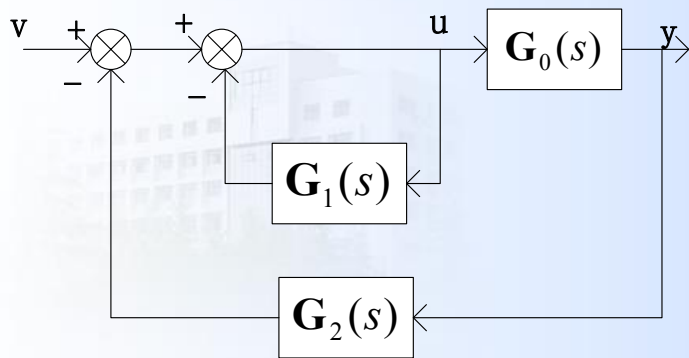 v + − + − u G₀(s) y
G₁(s)
G₂(s)